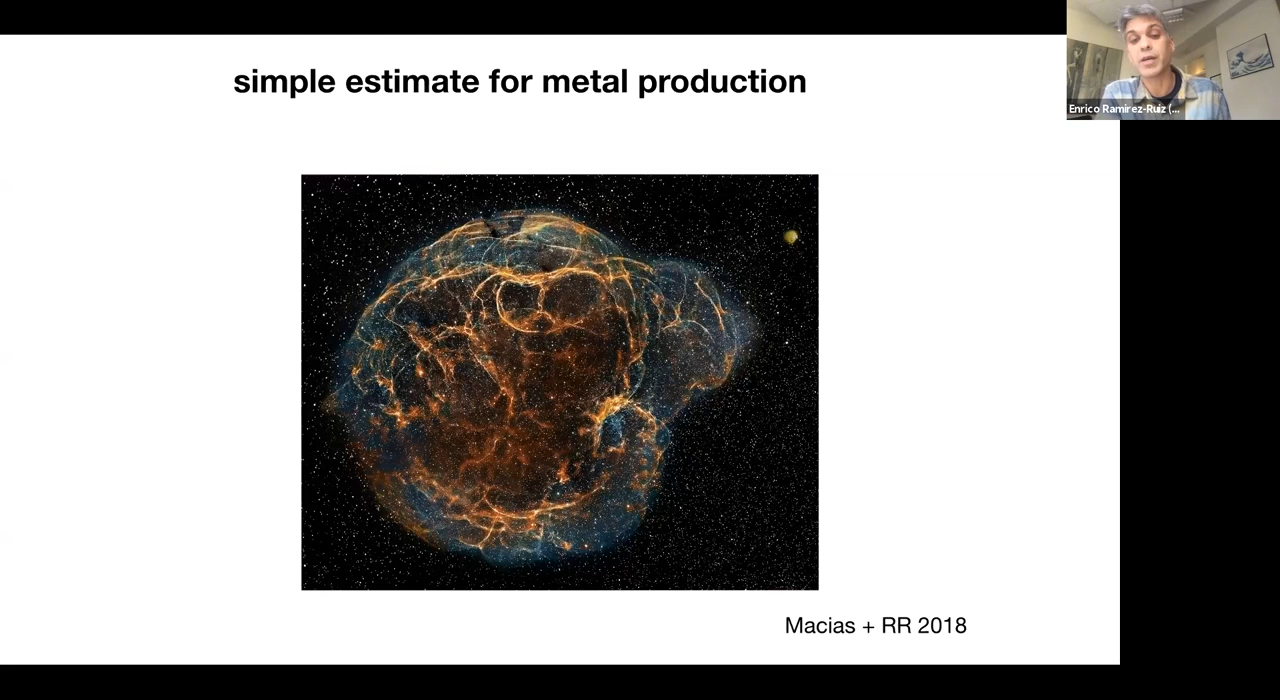 simple estimate for metal production
Enrico Ramirez-Ruiz (...
Macias + RR 2018